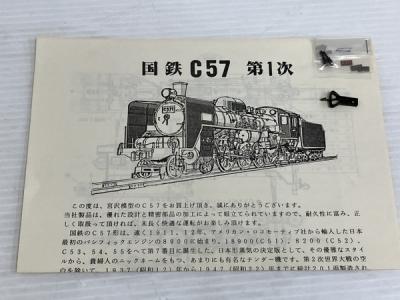 国鉄 C57 第1次
この度は、宮沢模型のC57をお買上げ頂き、誠にありがとうございます。
当社製品は、優れた設計と精密部品の加工によって組立てられていますので、耐久性に富み、正し
く取扱って頂ければ、末長く快適な運転がお楽しみ頂けます。
国鉄のC57形は、遠く1911、12年、アメリカン・ロコモーティブ社から輸入した日本
最初のパシフィックエンジンの8900に始まり、18900(C51)、8200(C52)、
C53、54、55をへて第7番目に誕生した、日本形蒸気の決定版として、その優雅なスタイ
ルから、貴婦人のニックネームをもつ、あまりにも有名なテンダー機です。第2次世界大戦の空